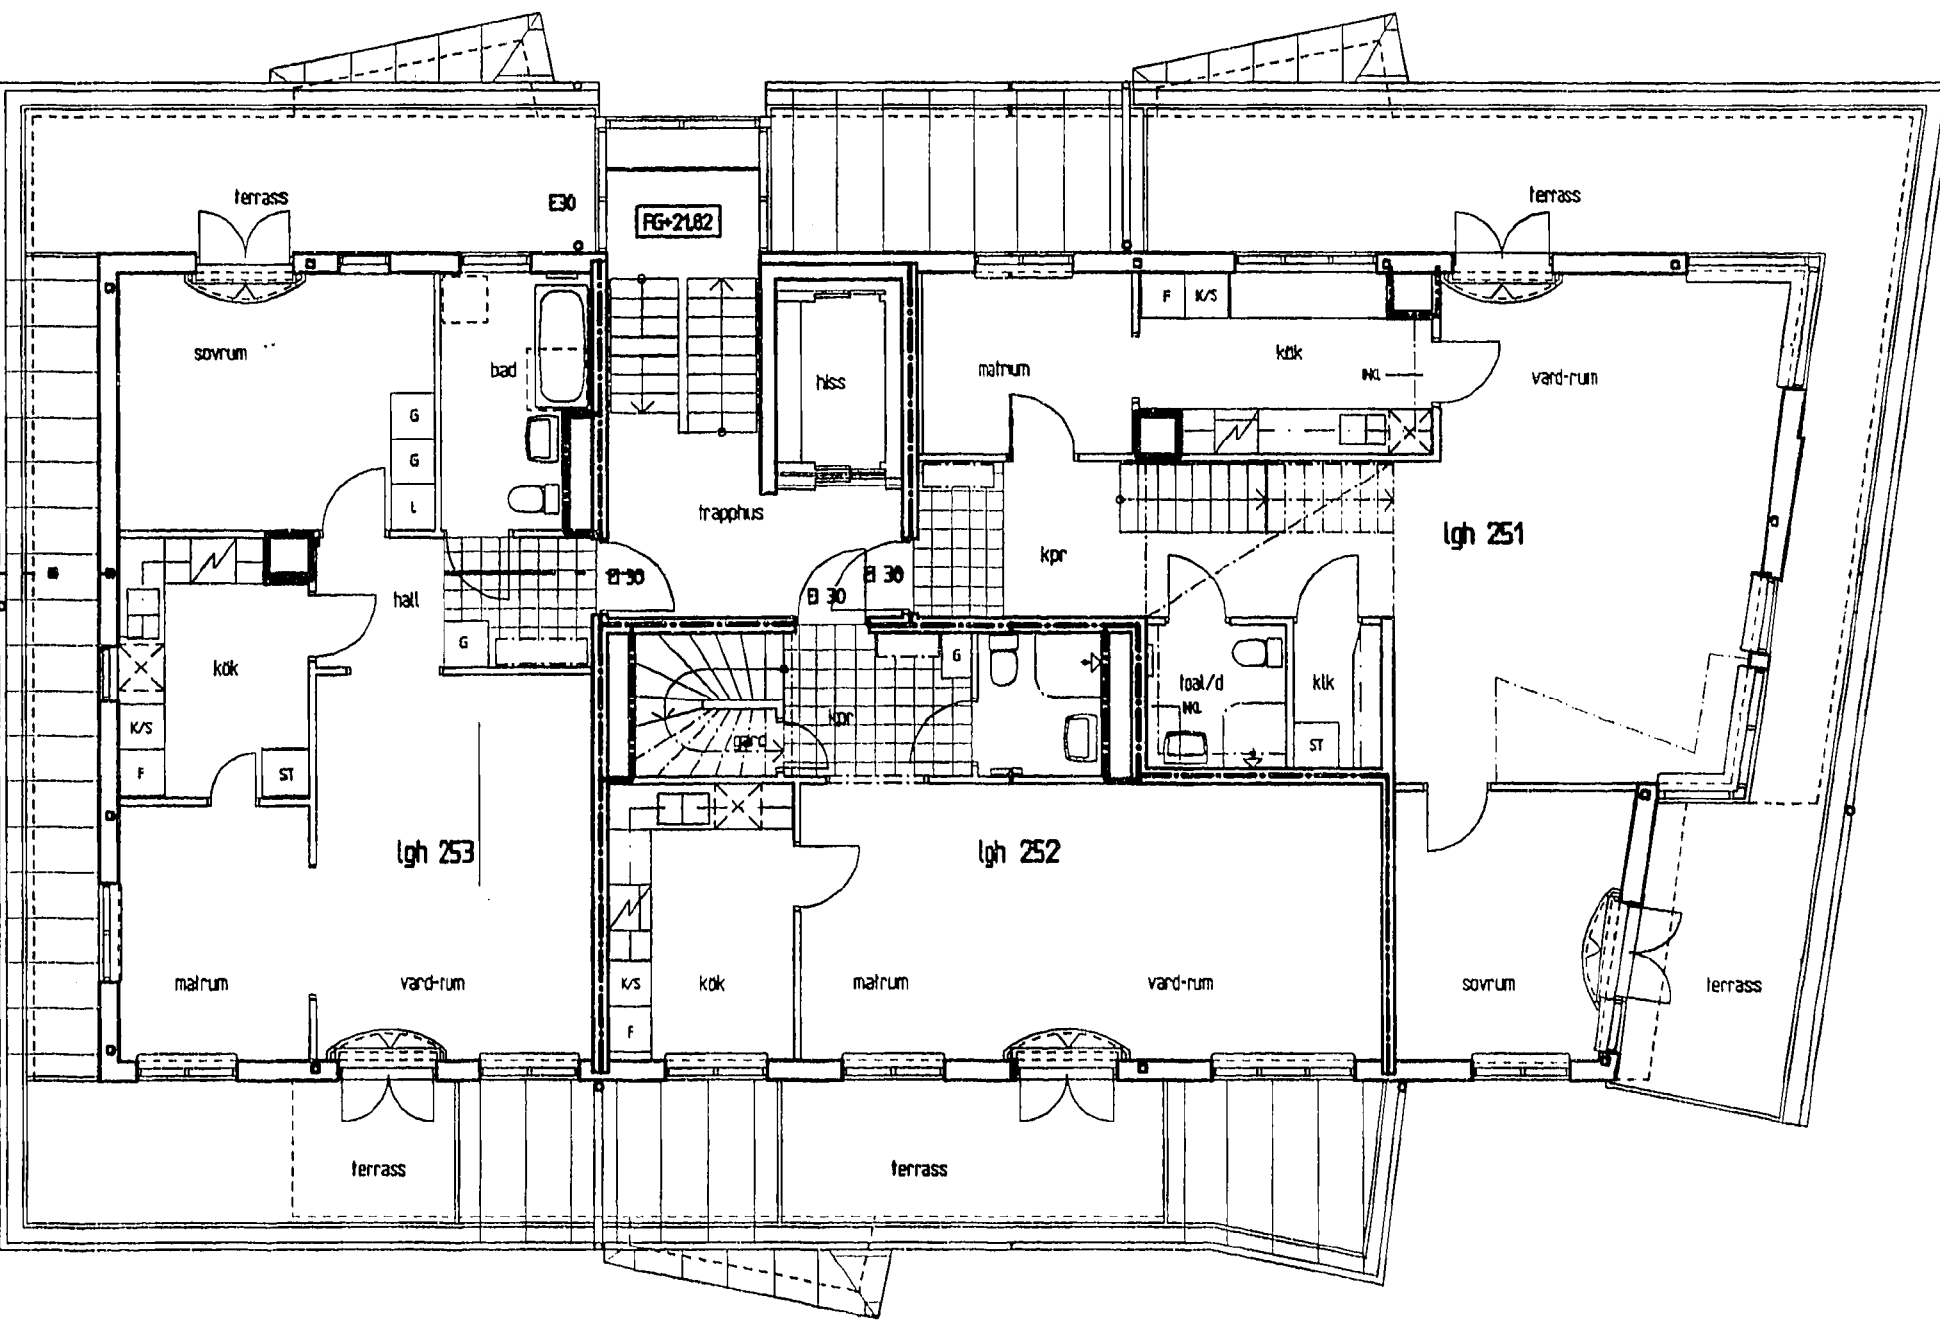 terrass
E30
FG+21.82
terrass
sovrum
bad
hiss
matrum
F
K/S
kök
INKL
vard-rum
G
G
L
trapphus
lgh 251
kpr
EI 30
EI 30
EI 30
hall
G
kök
K/S
F
ST
G
kpr
gard
toal/d
INKL
klk
ST
lgh 253
lgh 252
matrum
vard-rum
K/S
F
kök
matrum
vard-rum
sovrum
terrass
terrass
terrass